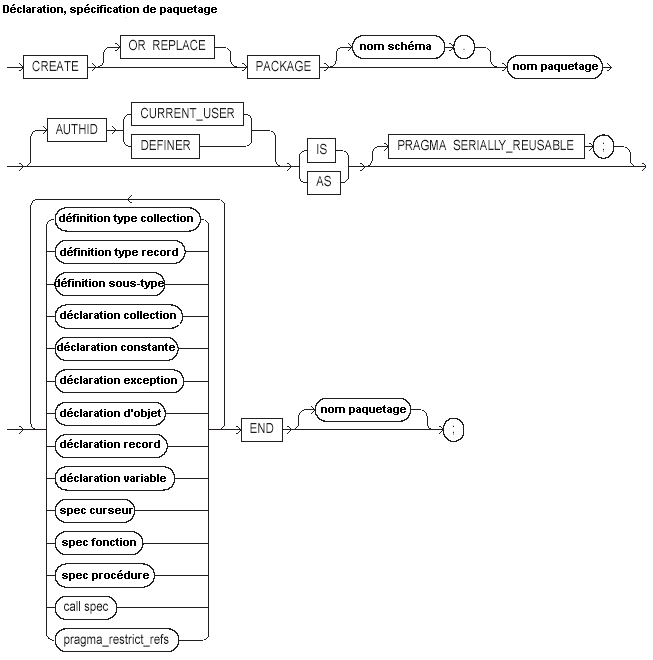 Déclaration, spécification de paquetage
CREATE OR REPLACE PACKAGE nom schéma . nom paquetage
AUTHID CURRENT_USER DEFINER IS AS PRAGMA SERIALLY_REUSABLE ;
définition type collection
définition type record
définition sous-type
déclaration collection
déclaration constante
déclaration exception
déclaration d'objet
déclaration record
déclaration variable
spec curseur
spec fonction
spec procédure
call spec
pragma_restrict_refs
END nom paquetage ;